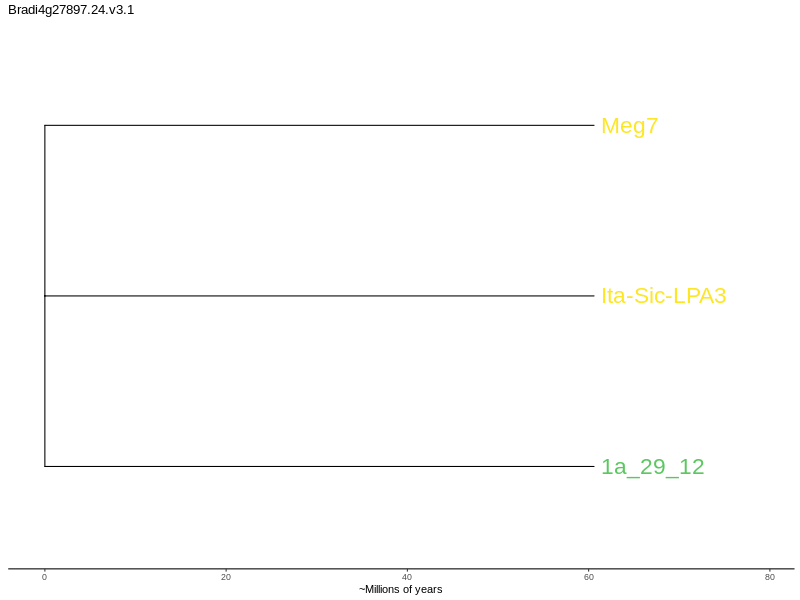 Bradi4g27897.24.v3.1
Meg7
Ita-Sic-LPA3
1a_29_12
0 20 40 60 80
~Millions of years